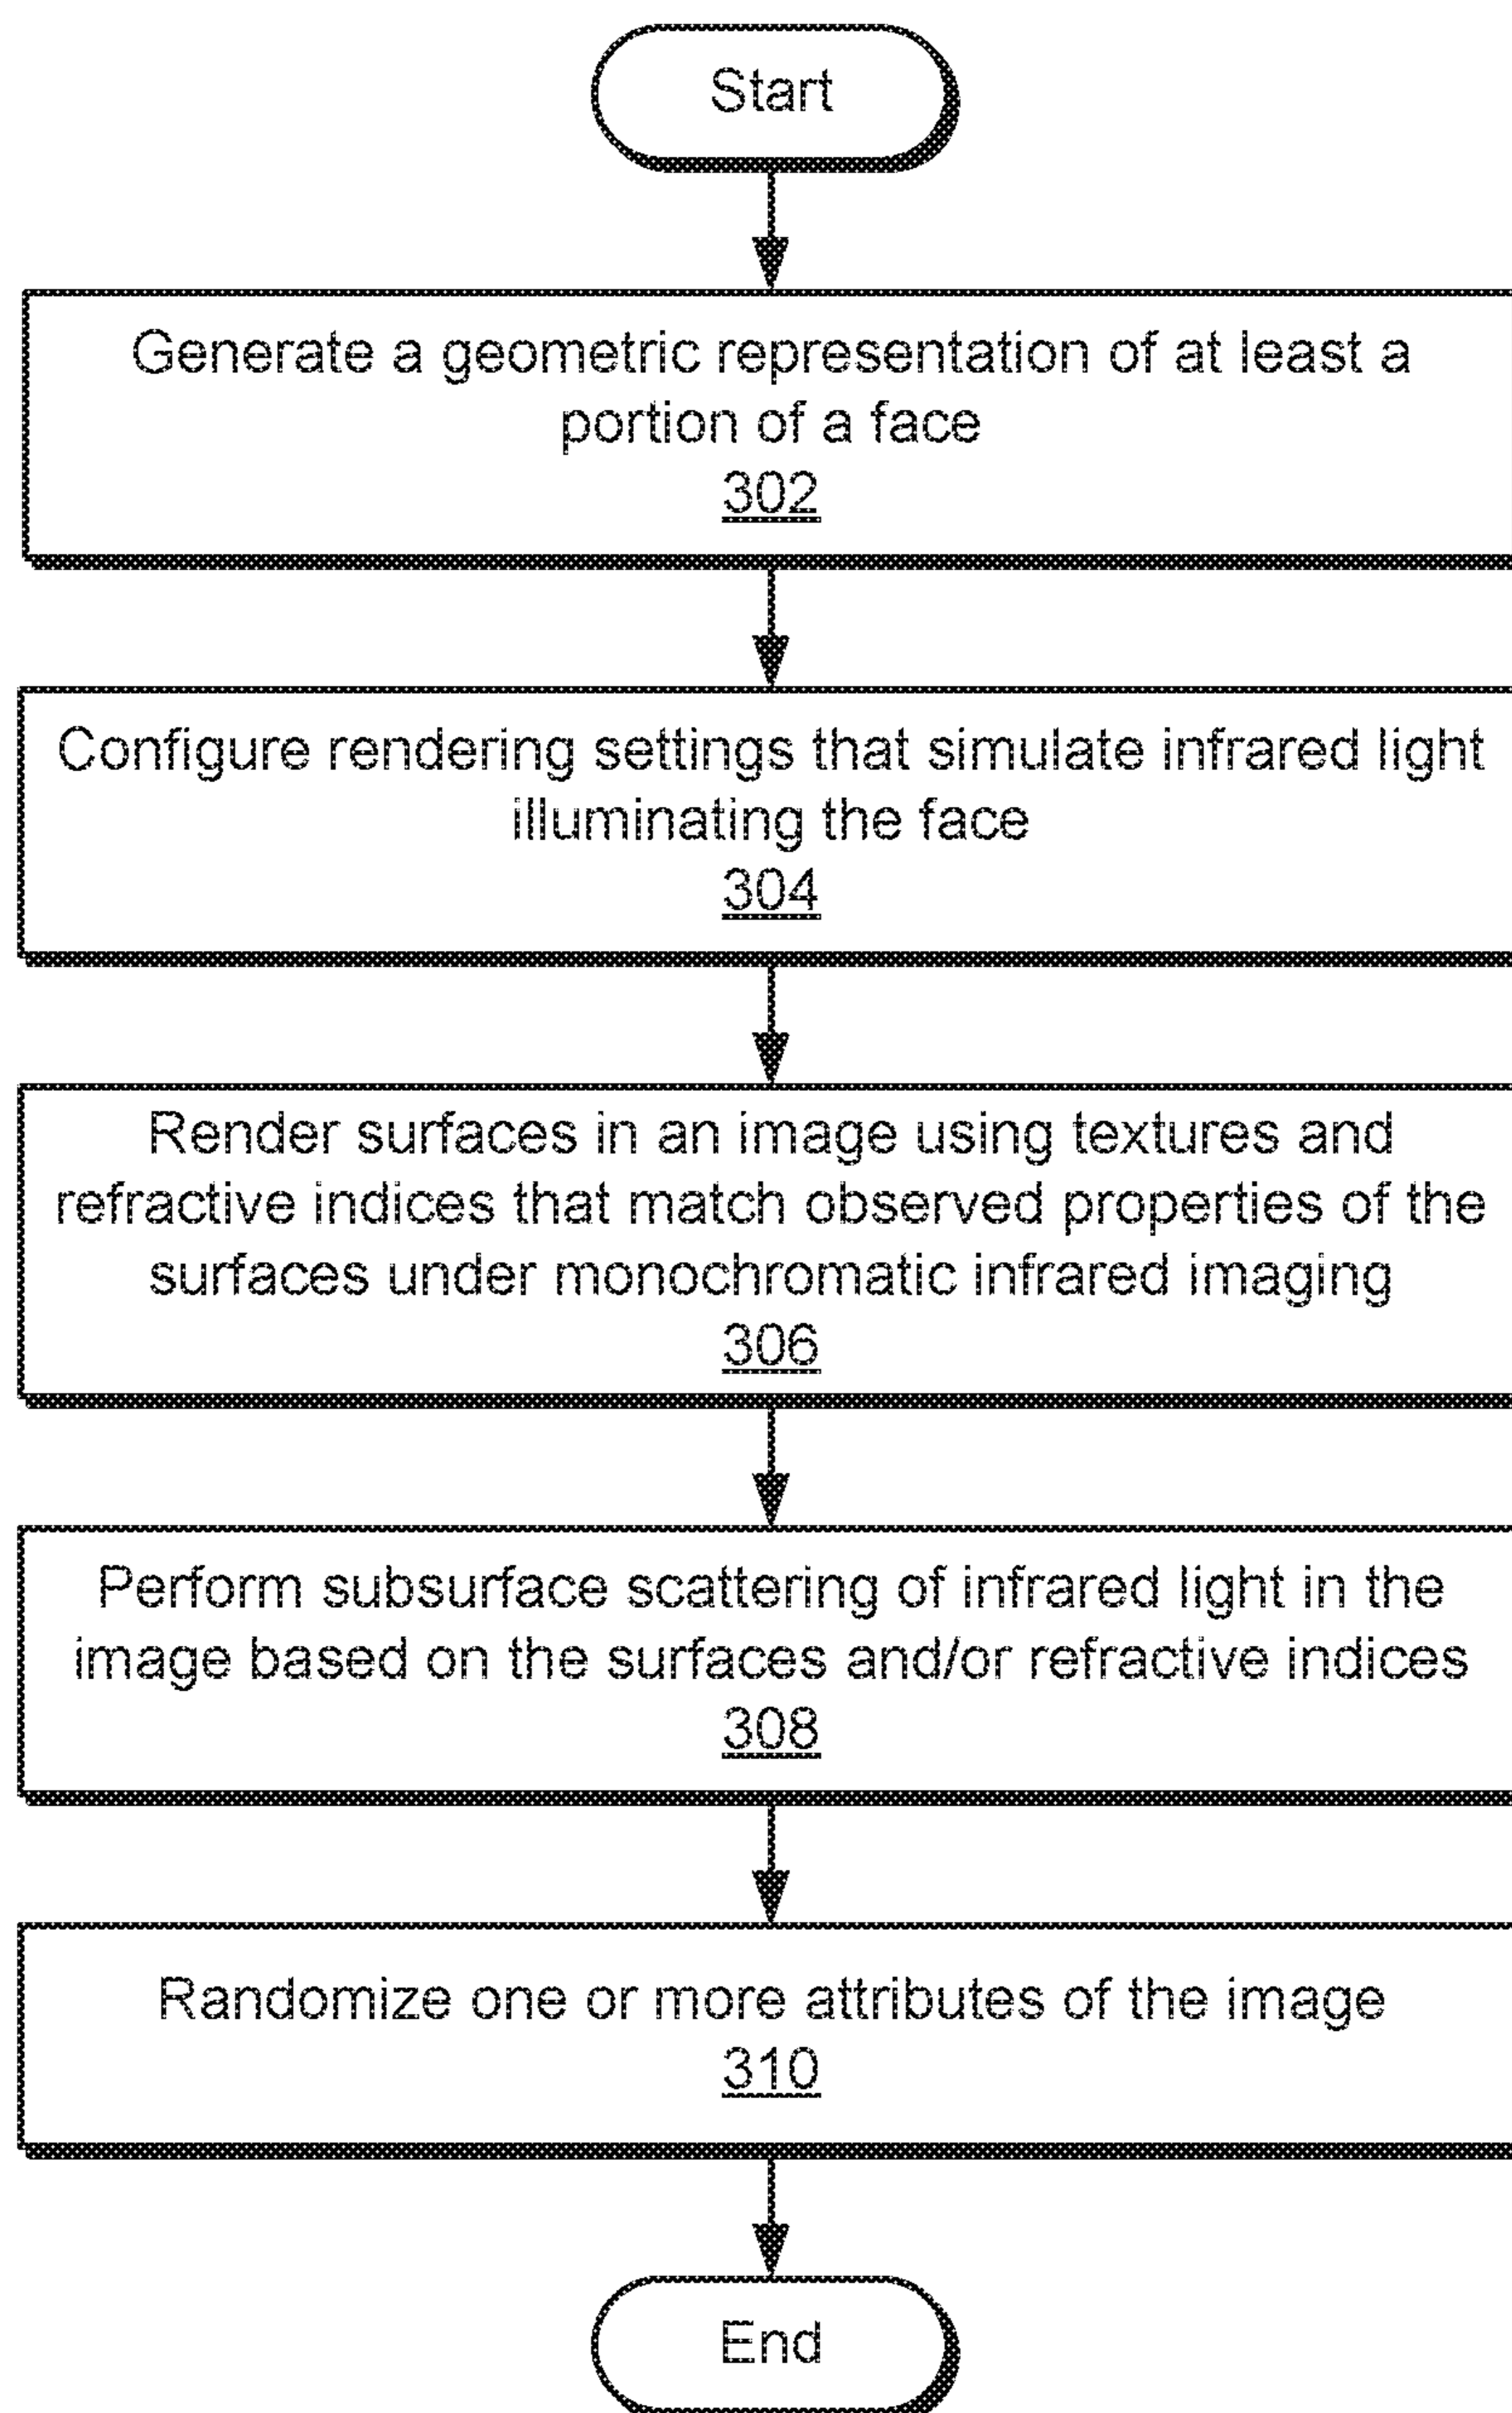 Start
Generate a geometric representation of at least a
portion of a face
302
Configure rendering settings that simulate infrared light
illuminating the face
304
Render surfaces in an image using textures and
refractive indices that match observed properties of the
surfaces under monochromatic infrared imaging
306
Perform subsurface scattering of infrared light in the
image based on the surfaces and/or refractive indices
308
Randomize one or more attributes of the image
310
End